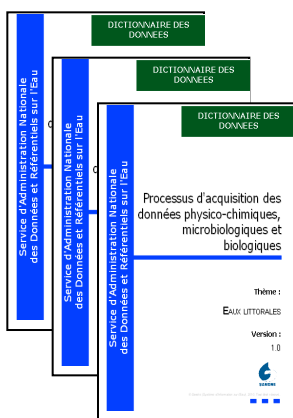 DICTIONNAIRE DES
DONNEES
Service d'Administration Nationale
des Données et Référentiels sur l'Eau
DICTIONNAIRE DES
DONNEES
Service d'Administration Nationale
des Données et Référentiels sur l'Eau
DICTIONNAIRE DES
DONNEES
Service d'Administration Nationale
des Données et Référentiels sur l'Eau
Processus d'acquisition des
données physico-chimiques,
microbiologiques et
biologiques
Thème :
EAUX LITTORALES
Version :
1.0
SANDRE